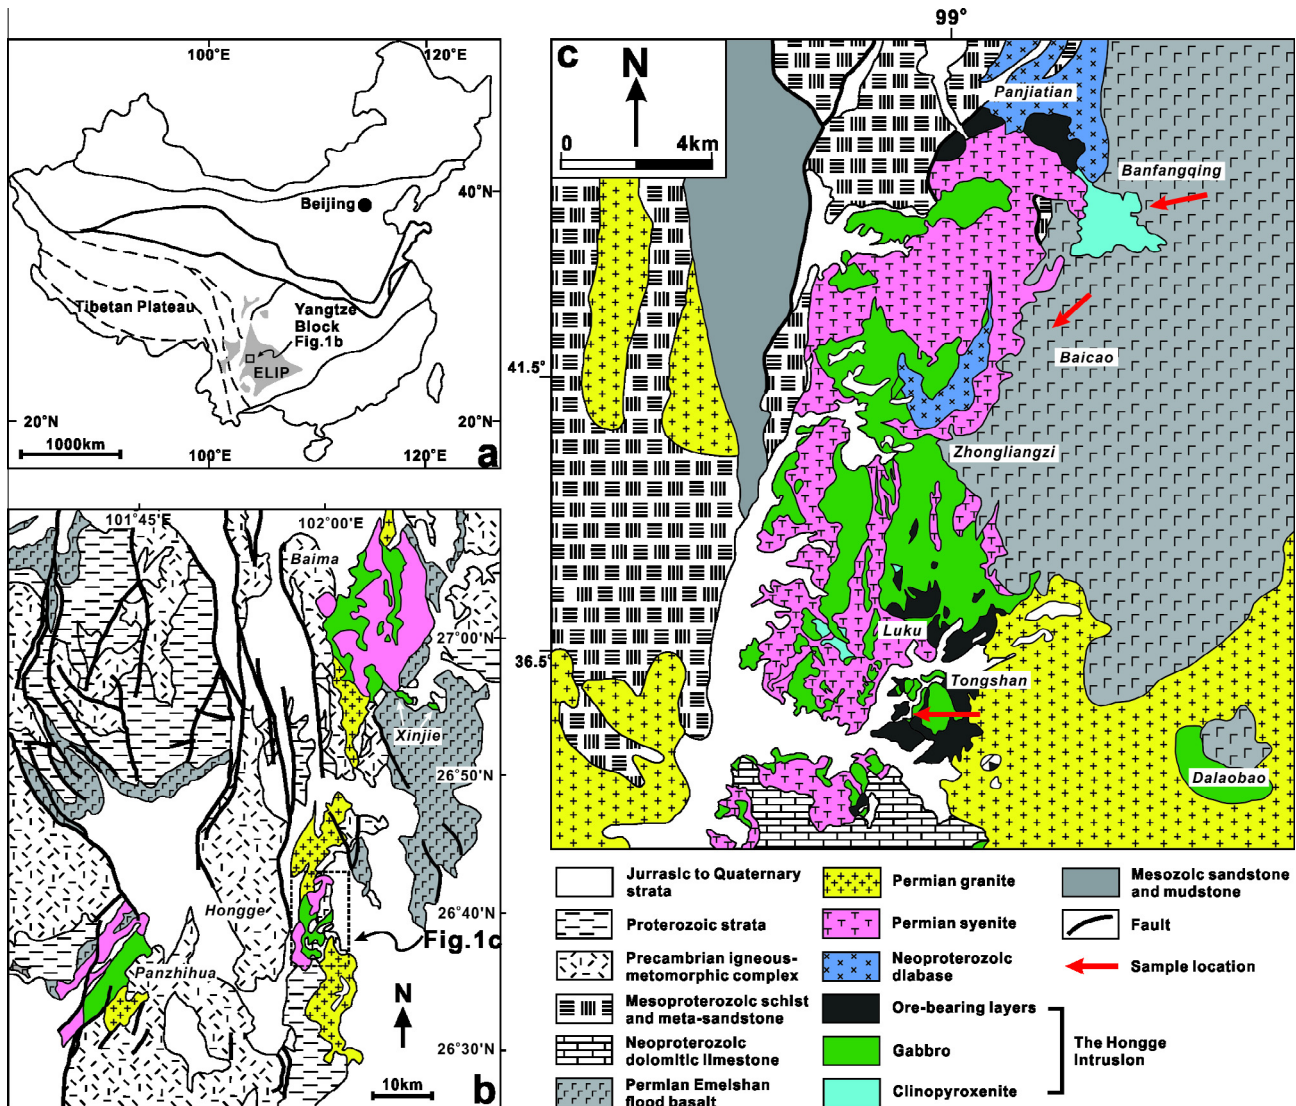 100°E
120°E
40°N
Beijing
Tibetan Plateau
Yangtze
Block
Fig.1b
ELIP
20°N
1000km
100°E
120°E
a
101°45'E
102°00'E
Baima
27°00'N
Xinjie
26°50'N
Hongge
26°40'N
Fig.1c
Panzhihua
N
26°30'N
10km
b
99°
c
N
0
4km
Panjiatian
Banfangqing
Baicao
41.5°
Zhongliangzi
Luku
36.5°
Tongshan
Dalaobao
Jurrasic to Quaternary
strata
Proterozoic strata
Precambrian igneous-
metomorphic complex
Mesoproterozoic schist
and meta-sandstone
Neoproterozoic
dolomitic limestone
Permian Emeishan
flood basalt
Permian granite
Permian syenite
Neoproterozoic
diabase
Ore-bearing layers
Gabbro
Clinopyroxenite
Mesozoic sandstone
and mudstone
Fault
Sample location
The Hongge
Intrusion